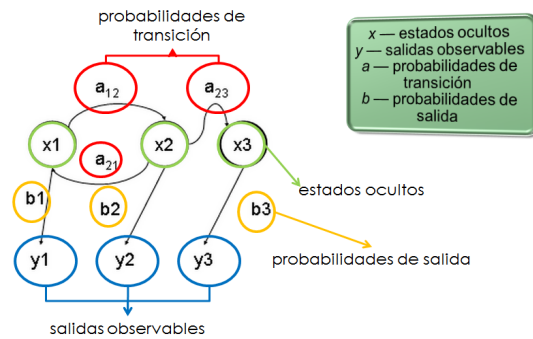 probabilidades de
transición
x — estados ocultos
y — salidas observables
a — probabilidades de
transición
b — probabilidades de
salida
a12 a23
x1 x2 x3
a21
b1 b2 b3
estados ocultos
y1 y2 y3
probabilidades de salida
salidas observables